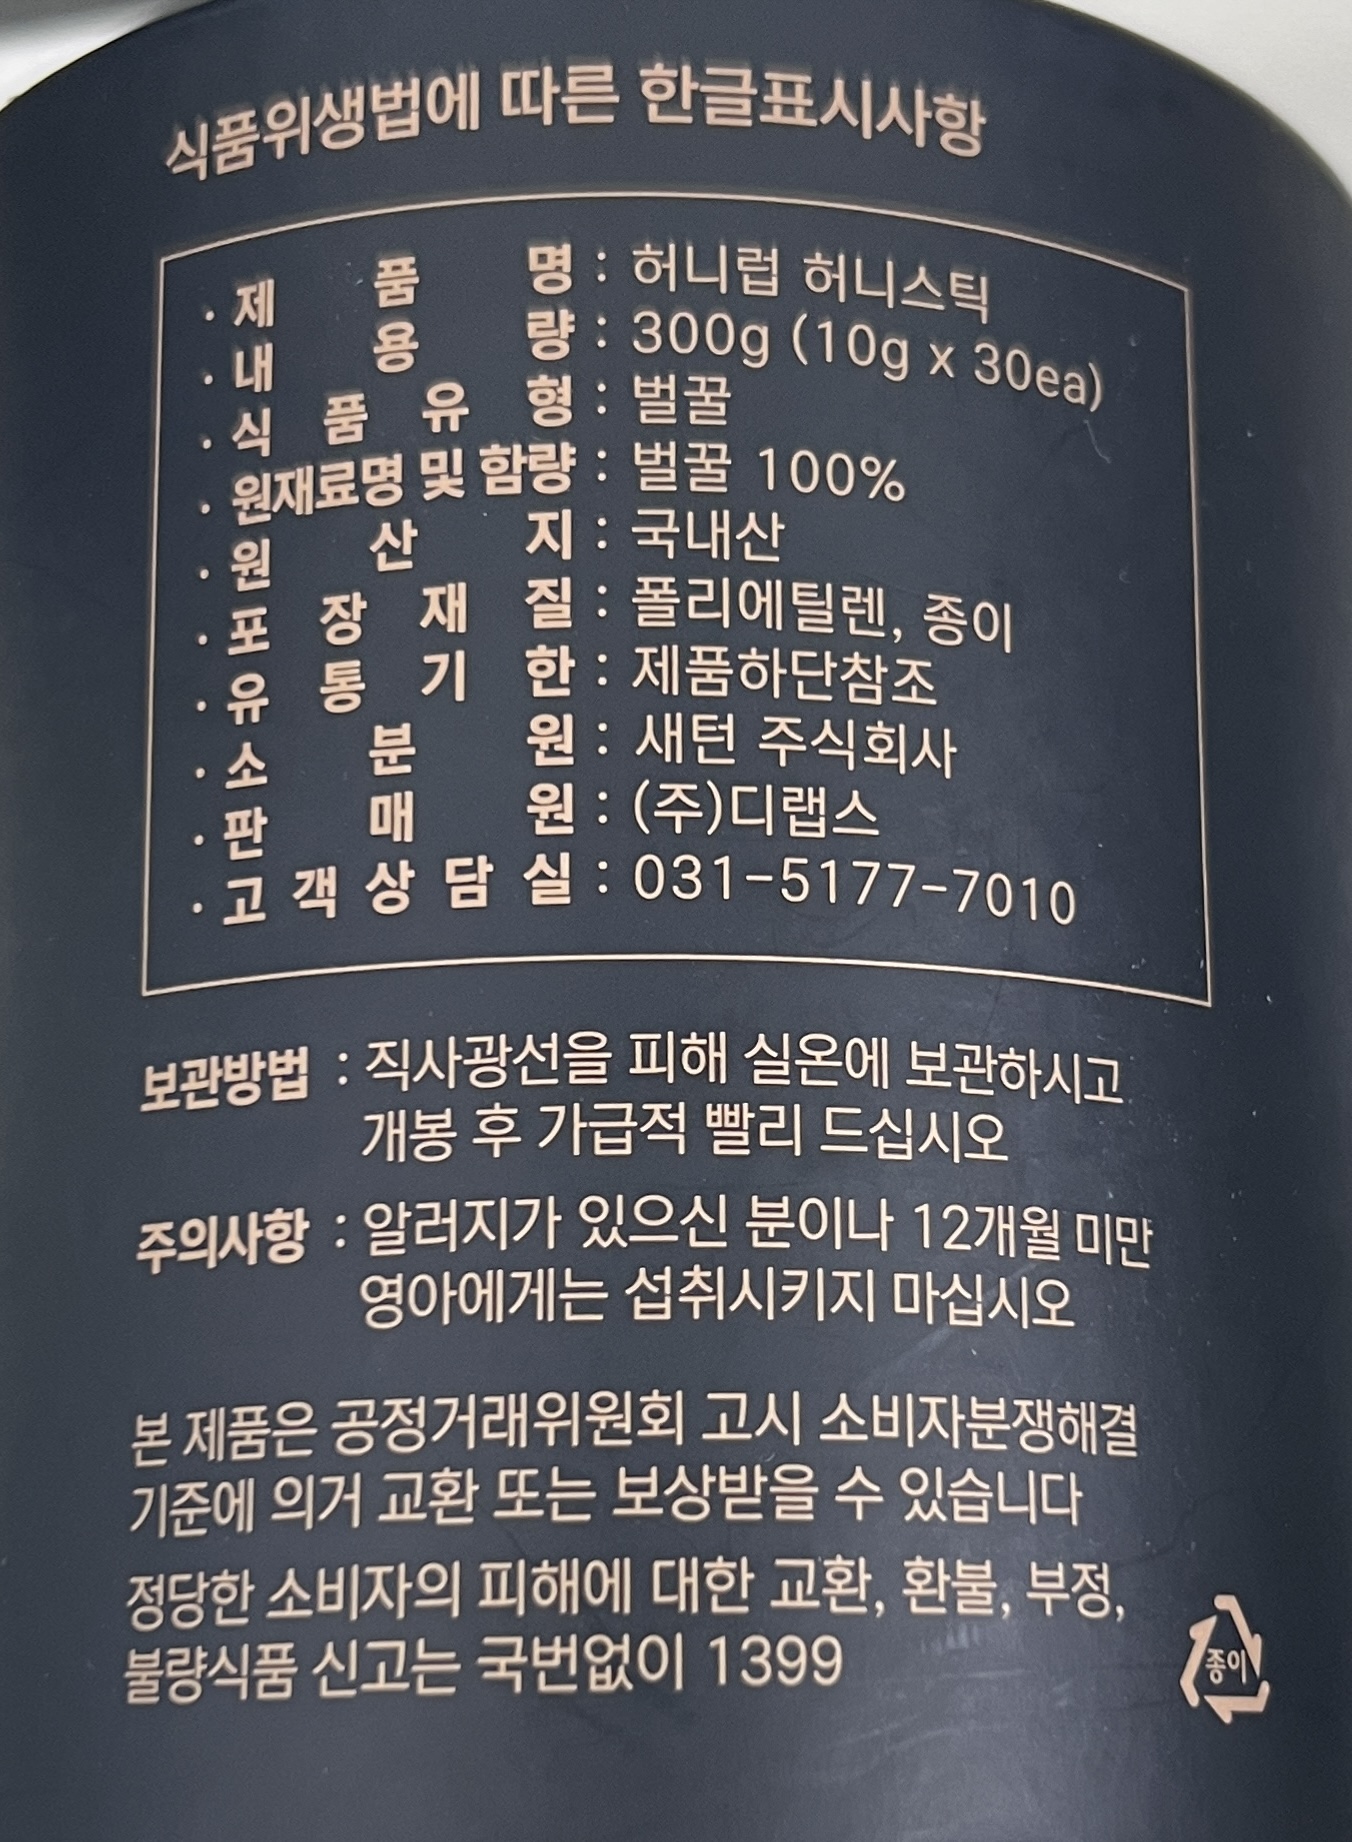 식품위생법에 따른 한글표시사항
· 제 품 명 : 허니럽 허니스틱
· 내 용 량 : 300g (10g x 30ea)
· 식 품 유 형 : 벌꿀
· 원재료명 및 함량 : 벌꿀 100%
· 원 산 지 : 국내산
· 포 장 재 질 : 폴리에틸렌, 종이
· 유 통 기 한 : 제품하단참조
· 소 분 원 : 새턴 주식회사
· 판 매 원 : (주)디랩스
· 고 객 상 담 실 : 031-5177-7010
보관방법 : 직사광선을 피해 실온에 보관하시고
개봉 후 가급적 빨리 드십시오
주의사항 : 알러지가 있으신 분이나 12개월 미만
영아에게는 섭취시키지 마십시오
본 제품은 공정거래위원회 고시 소비자분쟁해결
기준에 의거 교환 또는 보상받을 수 있습니다
정당한 소비자의 피해에 대한 교환, 환불, 부정,
불량식품 신고는 국번없이 1399
종이